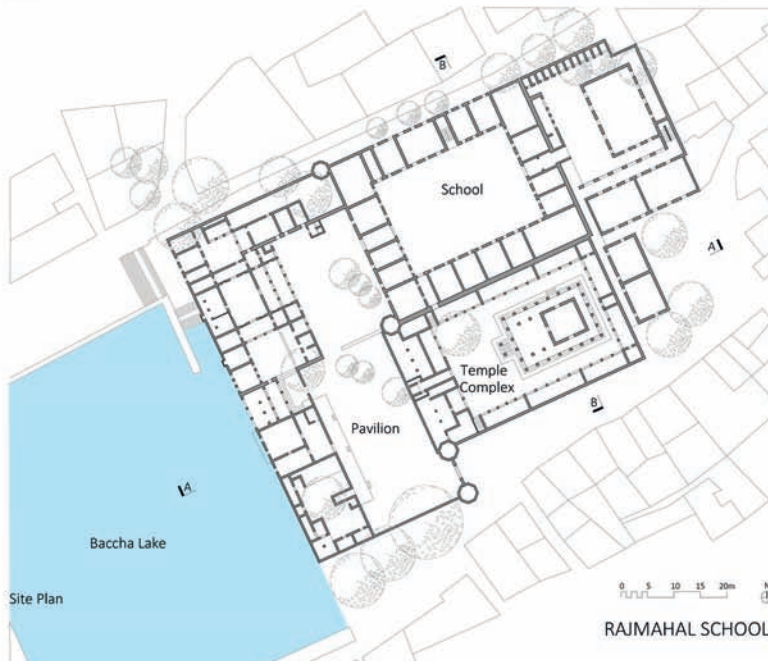 B
School
A
Temple
Complex
B
Pavilion
A
Baccha Lake
Site Plan
0 5 10 15 20m
N
RAJMAHAL SCHOOL